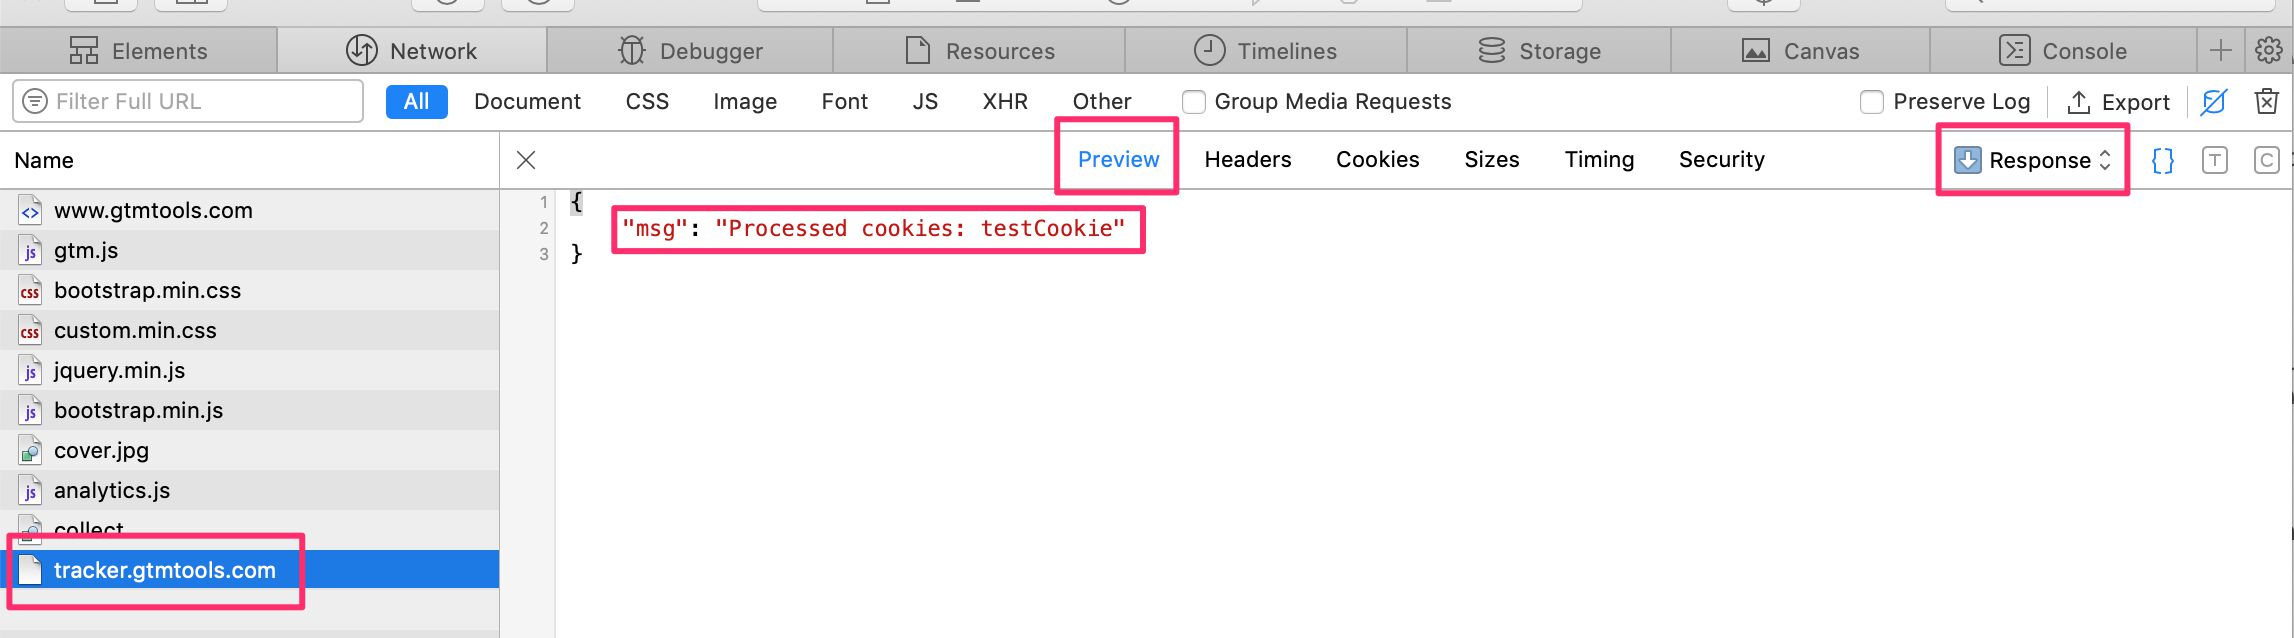 Elements Network Debugger Resources Timelines Storage Canvas Console
Filter Full URL All Document CSS Image Font JS XHR Other Group Media Requests Preserve Log Export
Name Preview Headers Cookies Sizes Timing Security Response {} T C
www.gtmtools.com
gtm.js
bootstrap.min.css
custom.min.css
jquery.min.js
bootstrap.min.js
cover.jpg
analytics.js
collect
tracker.gtmtools.com
1 {
2 "msg": "Processed cookies: testCookie"
3 }